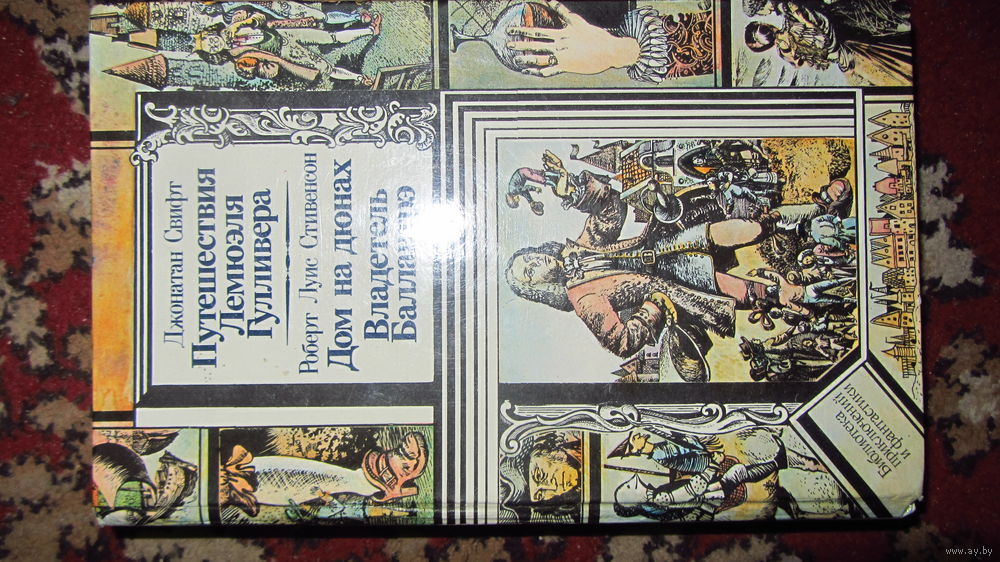 Джонатан Свифт
Путешествия
Лемюэля
Гулливера
Роберт Луис Стивенсон
Дом на дюнах
Владетель
Баллантрэ
Библиотека
приключений
и
фантастики
www.ay.by